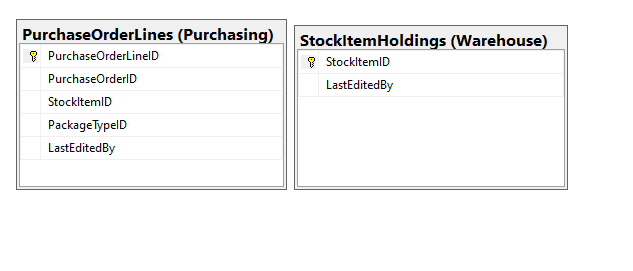 PurchaseOrderLines (Purchasing)
PurchaseOrderLineID
PurchaseOrderID
StockItemID
PackageTypeID
LastEditedBy
StockItemHoldings (Warehouse)
StockItemID
LastEditedBy